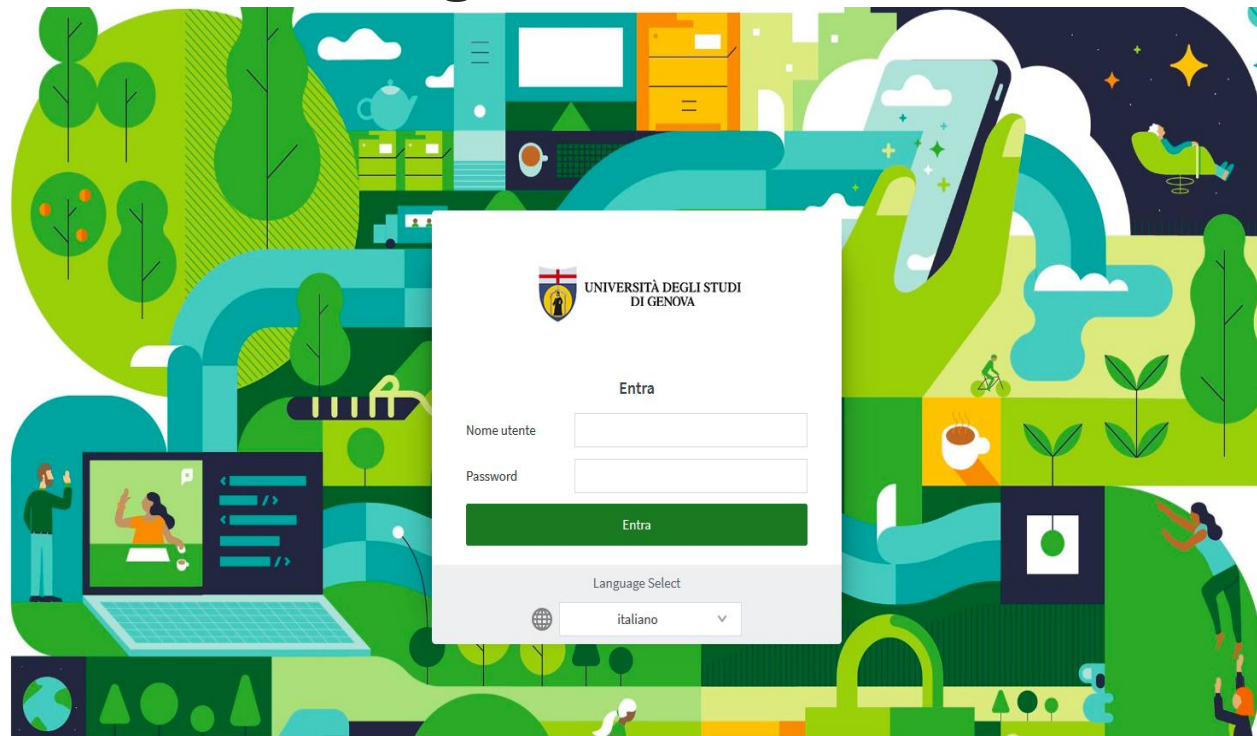 UNIVERSITÀ DEGLI STUDI
DI GENOVA
Entra
Nome utente
Password
Entra
Language Select
italiano